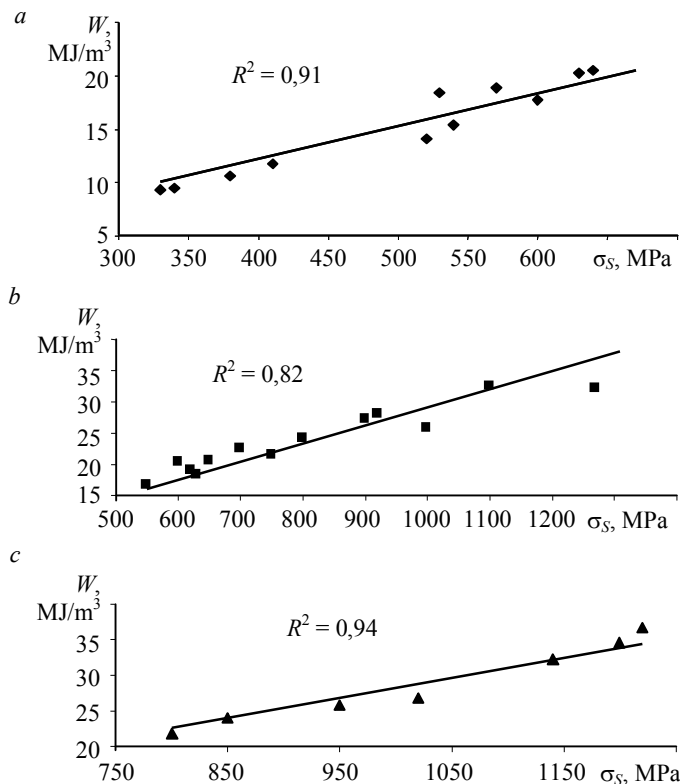 a
W,
MJ/m³
R² = 0,91
20
15
10
5
300 350 400 450 500 550 600 σS, MPa
b
W,
MJ/m³
R² = 0,82
35
30
25
20
15
500 600 700 800 900 1000 1100 1200 σS, MPa
c
W,
MJ/m³
R² = 0,94
35
30
25
20
750 850 950 1050 1150 σS, MPa